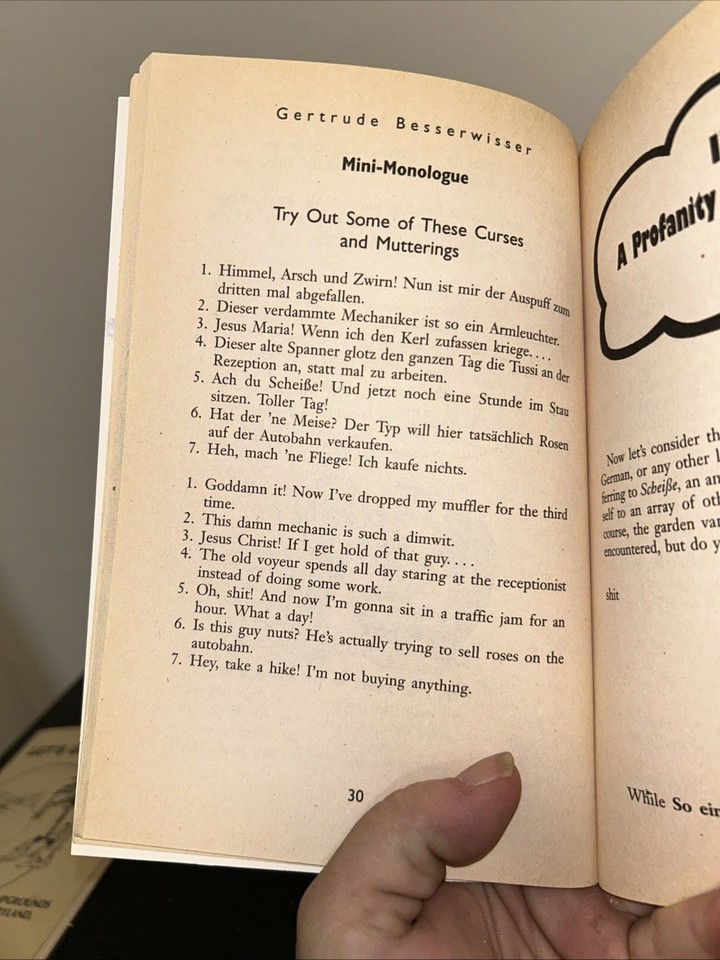 Gertrude Besserwisser
Mini-Monologue
Try Out Some of These Curses
and Mutterings
1. Himmel, Arsch und Zwirn! Nun ist mir der Auspuff zum
dritten mal abgefallen.
2. Dieser verdammte Mechaniker ist so ein Armleuchter.
3. Jesus Maria! Wenn ich den Kerl zufassen kriege....
4. Dieser alte Spanner glotz den ganzen Tag die Tussi an der
Rezeption an, statt mal zu arbeiten.
5. Ach du Scheiße! Und jetzt noch eine Stunde im Stau
sitzen. Toller Tag!
6. Hat der 'ne Meise? Der Typ will hier tatsächlich Rosen
auf der Autobahn verkaufen.
7. Heh, mach 'ne Fliege! Ich kaufe nichts.
1. Goddamn it! Now I've dropped my muffler for the third
time.
2. This damn mechanic is such a dimwit.
3. Jesus Christ! If I get hold of that guy....
4. The old voyeur spends all day staring at the receptionist
instead of doing some work.
5. Oh, shit! And now I'm gonna sit in a traffic jam for an
hour. What a day!
6. Is this guy nuts? He's actually trying to sell roses on the
autobahn.
7. Hey, take a hike! I'm not buying anything.
30
A Profanity
Now let's consider
German, or any other
ferring to Scheiße, an
self to an array of
course, the garden
encountered, but do
shit
While So